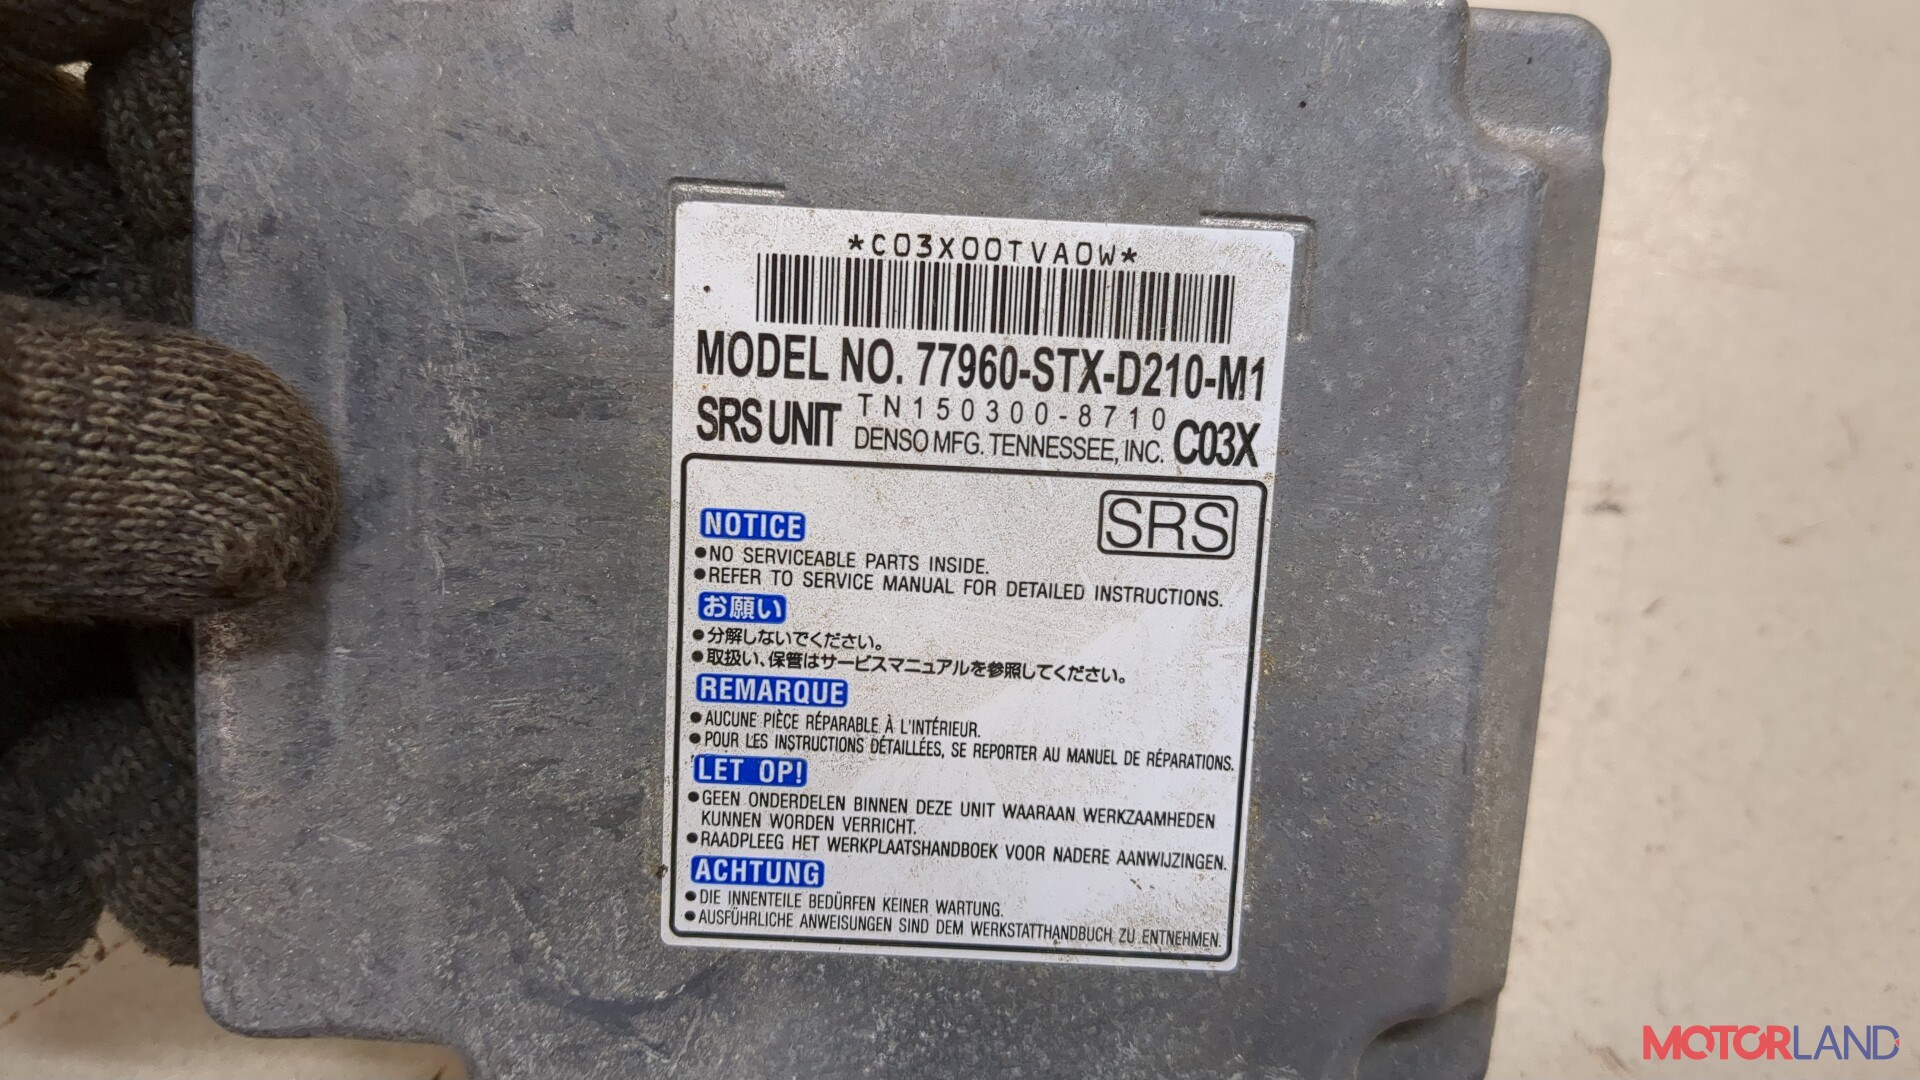 *C03X00TVA0W*
MODEL NO. 77960-STX-D210-M1
SRS UNIT TN150300-8710 C03X
DENSO MFG. TENNESSEE, INC.
SRS
NOTICE
●NO SERVICEABLE PARTS INSIDE.
●REFER TO SERVICE MANUAL FOR DETAILED INSTRUCTIONS.
お願い
●分解しないでください。
●取扱い、保管はサービスマニュアルを参照してください。
REMARQUE
●AUCUNE PIÈCE RÉPARABLE À L'INTÉRIEUR.
●POUR LES INSTRUCTIONS DÉTAILLÉES, SE REPORTER AU MANUEL DE RÉPARATIONS.
LET OP!
●GEEN ONDERDELEN BINNEN DEZE UNIT WAARAAN WERKZAAMHEDEN
KUNNEN WORDEN VERRICHT.
●RAADPLEEG HET WERKPLAATSHANDBOEK VOOR NADERE AANWIJZINGEN.
ACHTUNG
●DIE INNENTEILE BEDÜRFEN KEINER WARTUNG.
●AUSFÜHRLICHE ANWEISUNGEN SIND DEM WERKSTATTHANDBUCH ZU ENTNEHMEN.
MOTORLAND